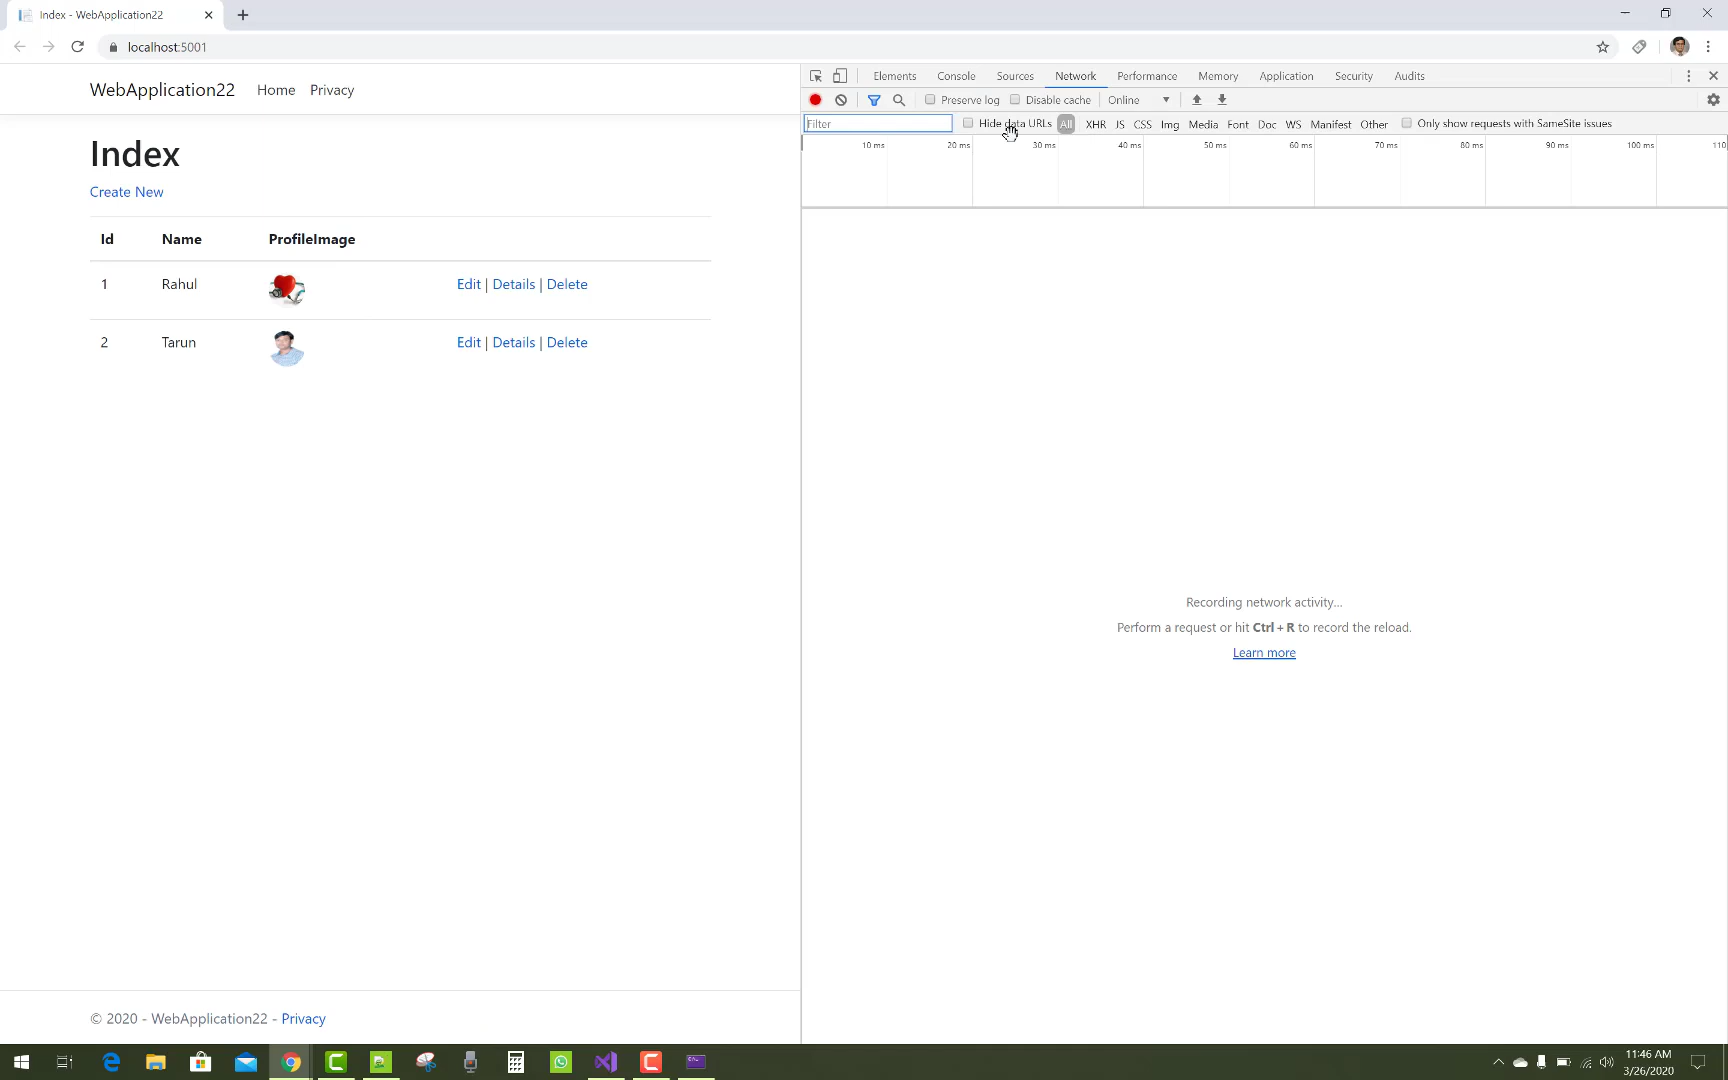 Index - WebApplication22
localhost:5001
WebApplication22 Home Privacy
Index
Create New
Id Name ProfileImage
1 Rahul Edit | Details | Delete
2 Tarun Edit | Details | Delete
© 2020 - WebApplication22 - Privacy
Elements Console Sources Network Performance Memory Application Security Audits
Preserve log Disable cache Online
Filter Hide data URLs All XHR JS CSS Img Media Font Doc WS Manifest Other Only show requests with SameSite issues
10 ms 20 ms 30 ms 40 ms 50 ms 60 ms 70 ms 80 ms 90 ms 100 ms 110
Recording network activity...
Perform a request or hit Ctrl + R to record the reload.
Learn more
11:46 AM
3/26/2020